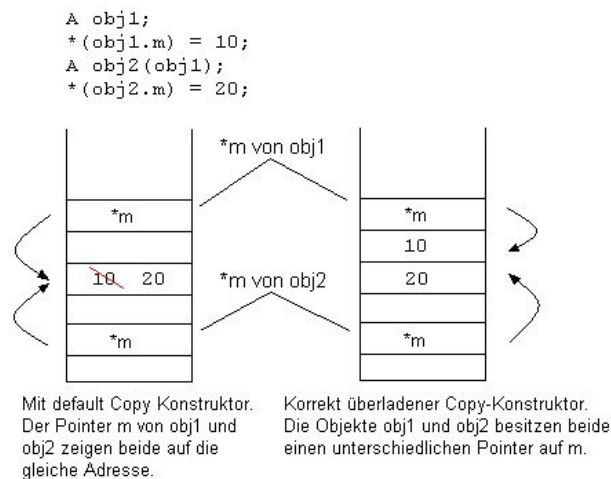 A obj1;
*(obj1.m) = 10;
A obj2(obj1);
*(obj2.m) = 20;
*m von obj1
*m
*m
10
10 20
20
*m von obj2
*m
*m
Mit default Copy Konstruktor.
Der Pointer m von obj1 und
obj2 zeigen beide auf die
gleiche Adresse.
Korrekt überladener Copy-Konstruktor.
Die Objekte obj1 und obj2 besitzen beide
einen unterschiedlichen Pointer auf m.